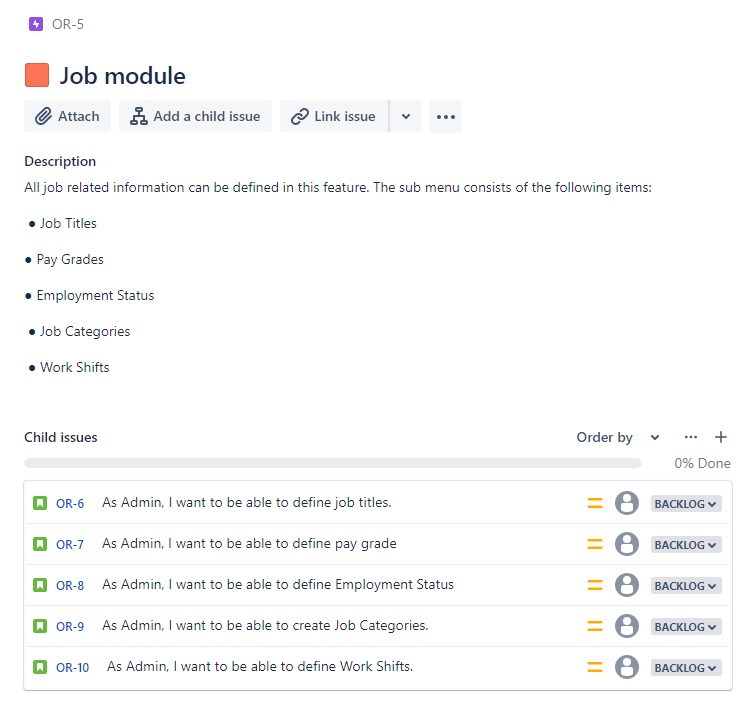 OR-5
Job module
Attach
Add a child issue
Link issue
Description
All job related information can be defined in this feature. The sub menu consists of the following items:
● Job Titles
● Pay Grades
● Employment Status
● Job Categories
● Work Shifts
Child issues
Order by
0% Done
OR-6 As Admin, I want to be able to define job titles. BACKLOG
OR-7 As Admin, I want to be able to define pay grade BACKLOG
OR-8 As Admin, I want to be able to define Employment Status BACKLOG
OR-9 As Admin, I want to be able to create Job Categories. BACKLOG
OR-10 As Admin, I want to be able to define Work Shifts. BACKLOG